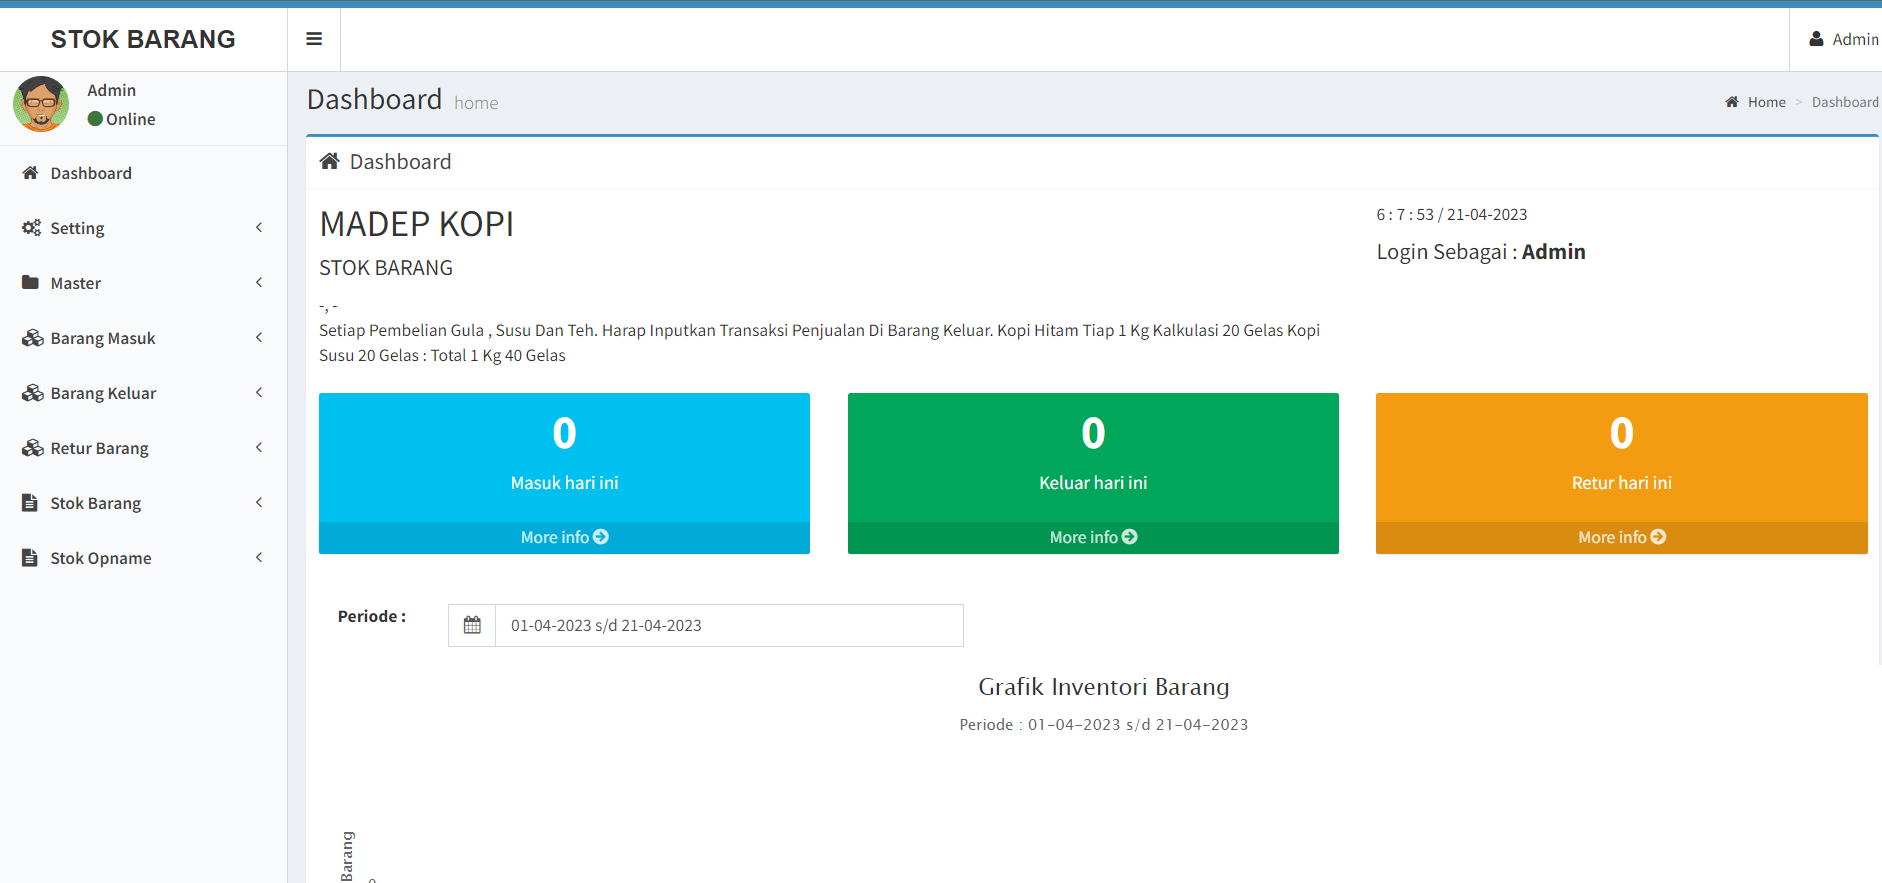 STOK BARANG
Admin
Admin
Online
Dashboard
Setting
Master
Barang Masuk
Barang Keluar
Retur Barang
Stok Barang
Stok Opname
Dashboard home
Home > Dashboard
Dashboard
MADEP KOPI
STOK BARANG
-, -
Setiap Pembelian Gula , Susu Dan Teh. Harap Inputkan Transaksi Penjualan Di Barang Keluar. Kopi Hitam Tiap 1 Kg Kalkulasi 20 Gelas Kopi
Susu 20 Gelas : Total 1 Kg 40 Gelas
6 : 7 : 53 / 21-04-2023
Login Sebagai : Admin
0
Masuk hari ini
More info
0
Keluar hari ini
More info
0
Retur hari ini
More info
Periode :
01-04-2023 s/d 21-04-2023
Grafik Inventori Barang
Periode : 01-04-2023 s/d 21-04-2023
Barang